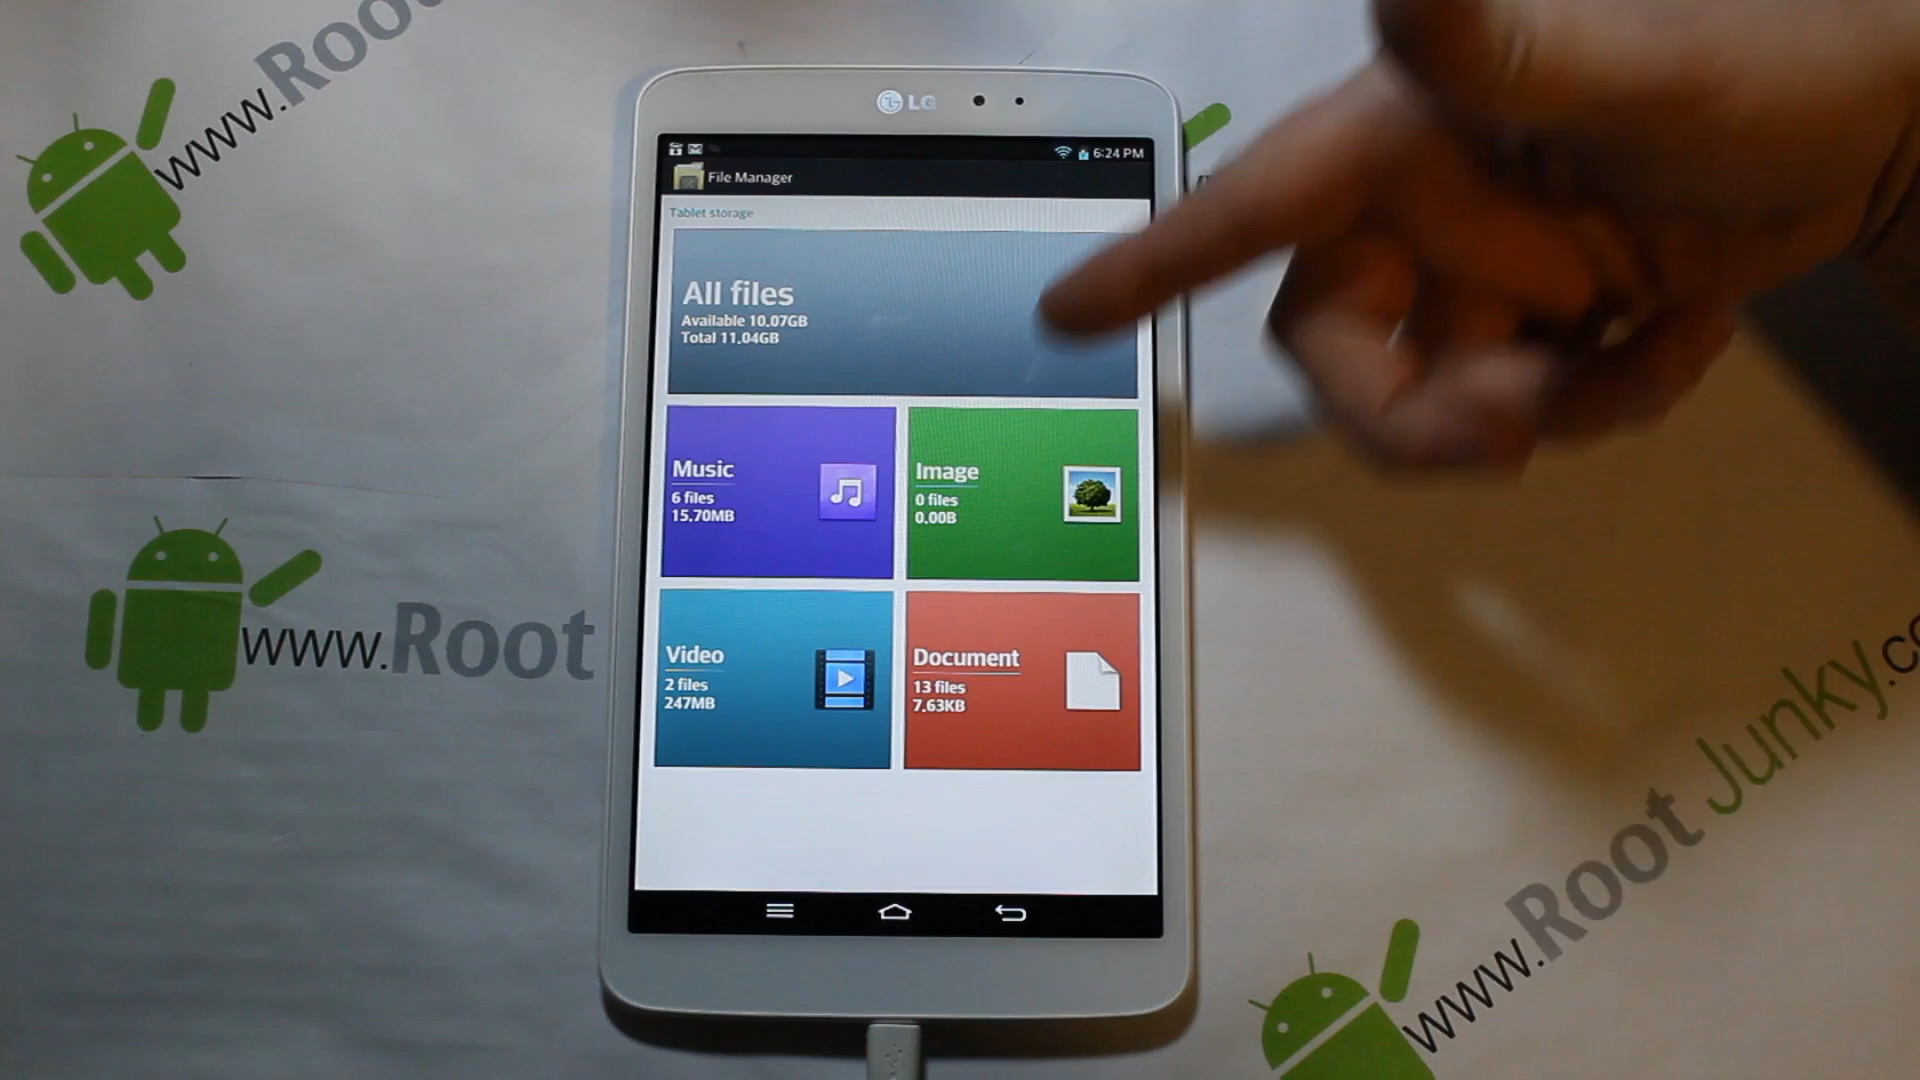 www.Root
LG
6:24 PM
File Manager
Tablet storage
All files
Available 10.07GB
Total 11.04GB
Music
6 files
15.70MB
Image
0 files
0.00B
Video
2 files
247MB
Document
13 files
7.63KB
www.Root
www.Root Junky.c